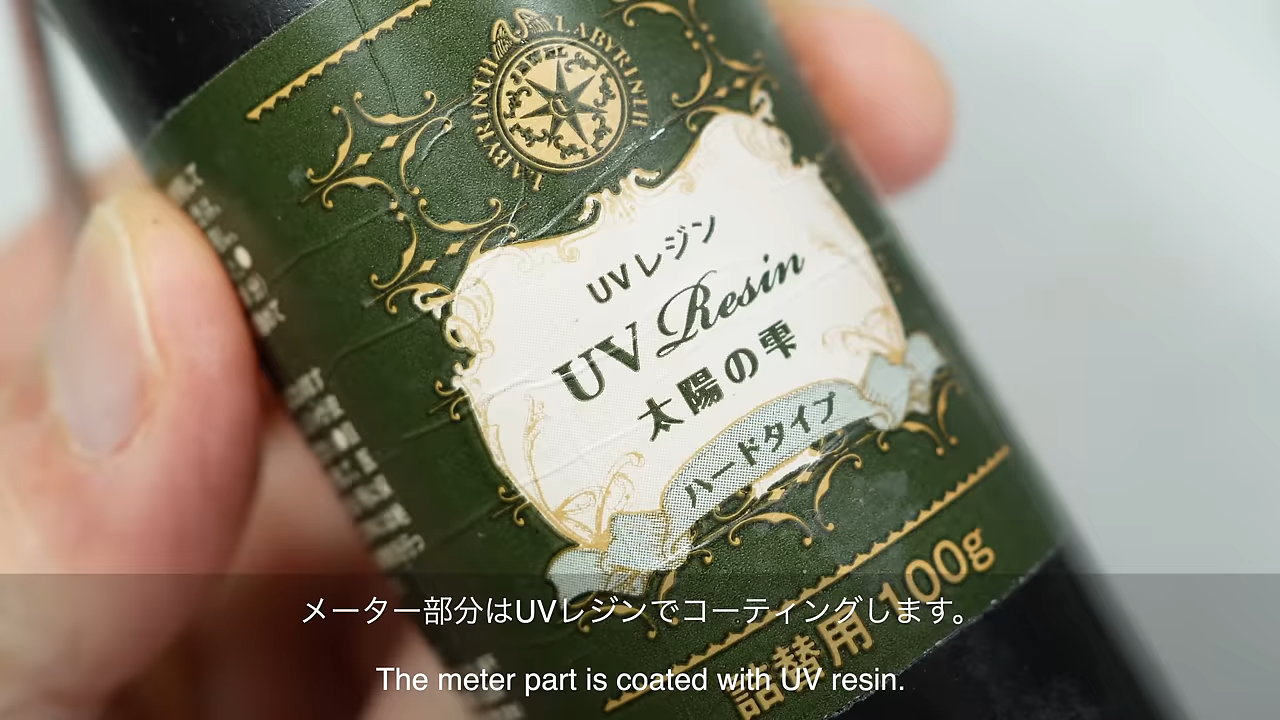 LABYRINTH LABYRINTH LABYRINTH
JEWEL
UVレジン
UV Resin
太陽の雫
ハードタイプ
詰替用 100g
メーター部分はUVレジンでコーティングします。
The meter part is coated with UV resin.